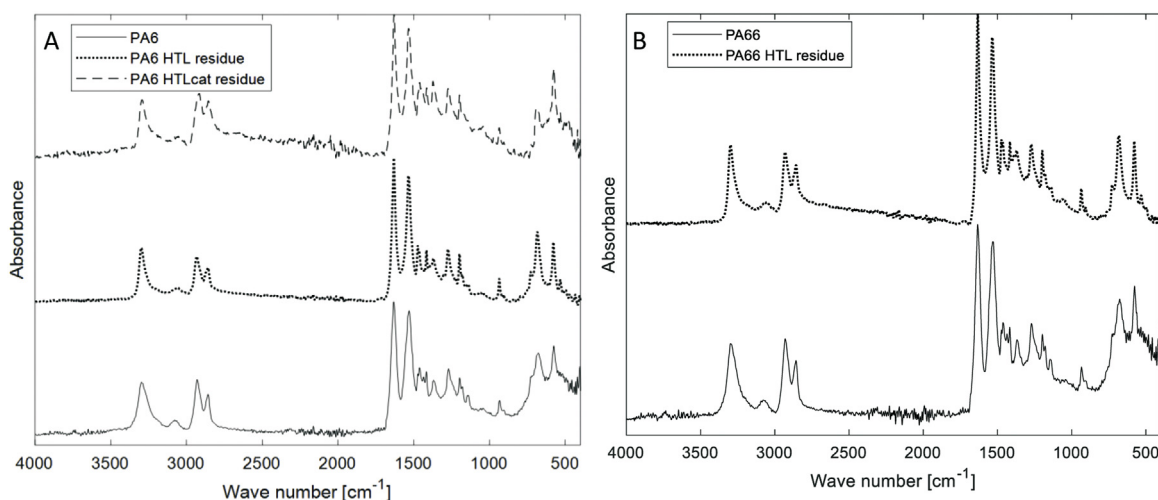 A
PA6
PA6 HTL residue
PA6 HTLcat residue
Absorbance
4000 3500 3000 2500 2000 1500 1000 500
Wave number [cm⁻¹]
B
PA66
PA66 HTL residue
Absorbance
4000 3500 3000 2500 2000 1500 1000 500
Wave number [cm⁻¹]